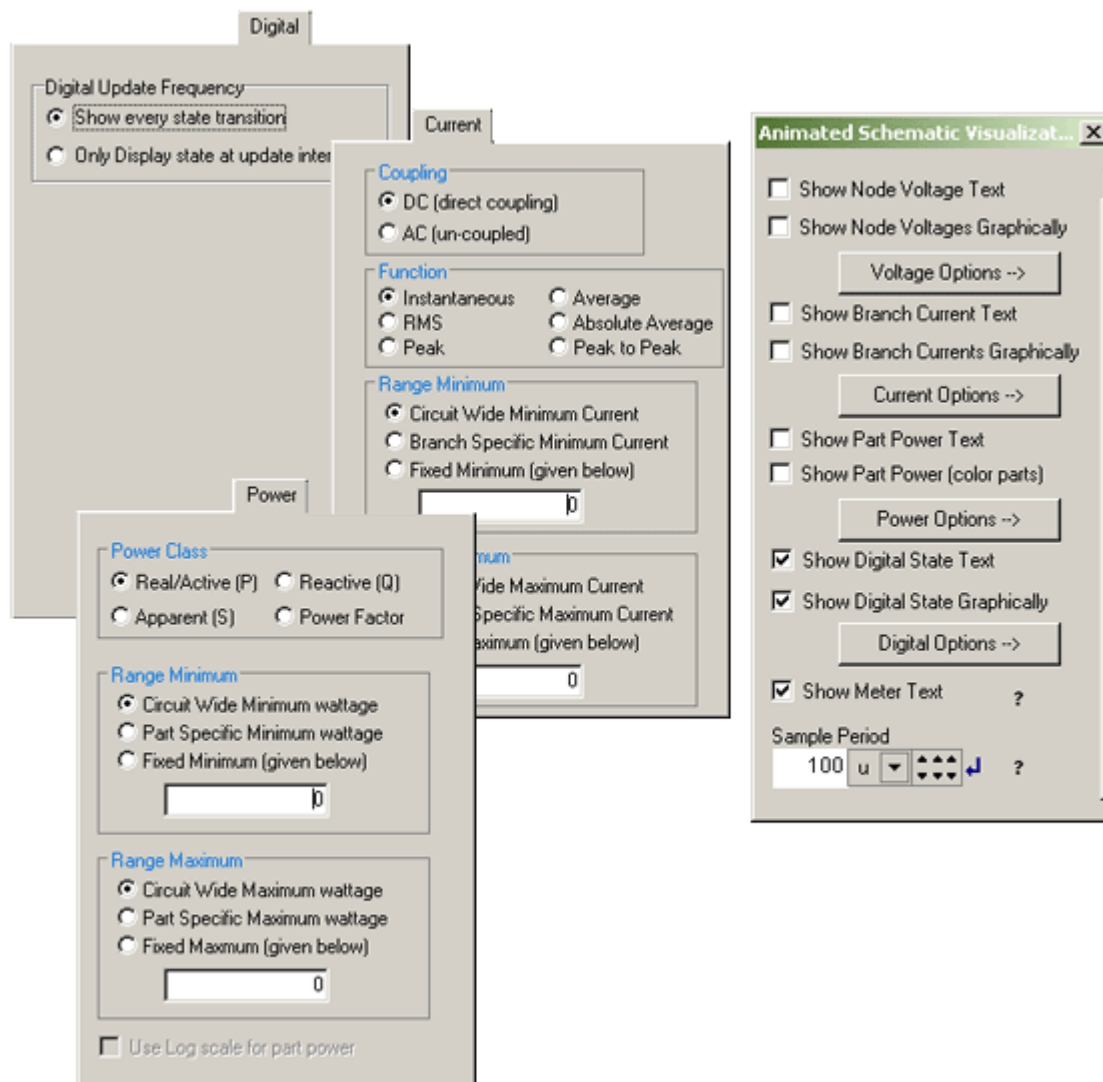 Digital
Digital Update Frequency
Show every state transition
Only Display state at update inter
Current
Coupling
DC (direct coupling)
AC (un-coupled)
Function
Instantaneous Average
RMS Absolute Average
Peak Peak to Peak
Range Minimum
Circuit Wide Minimum Current
Branch Specific Minimum Current
Fixed Minimum (given below)
0
mum
ide Maximum Current
Specific Maximum Current
aximum (given below)
0
Power
Power Class
Real/Active (P) Reactive (Q)
Apparent (S) Power Factor
Range Minimum
Circuit Wide Minimum wattage
Part Specific Minimum wattage
Fixed Minimum (given below)
0
Range Maximum
Circuit Wide Maximum wattage
Part Specific Maximum wattage
Fixed Maxmum (given below)
0
Use Log scale for part power
Animated Schematic Visualizat...
Show Node Voltage Text
Show Node Voltages Graphically
Voltage Options -->
Show Branch Current Text
Show Branch Currents Graphically
Current Options -->
Show Part Power Text
Show Part Power (color parts)
Power Options -->
Show Digital State Text
Show Digital State Graphically
Digital Options -->
Show Meter Text ?
Sample Period
100 u ?